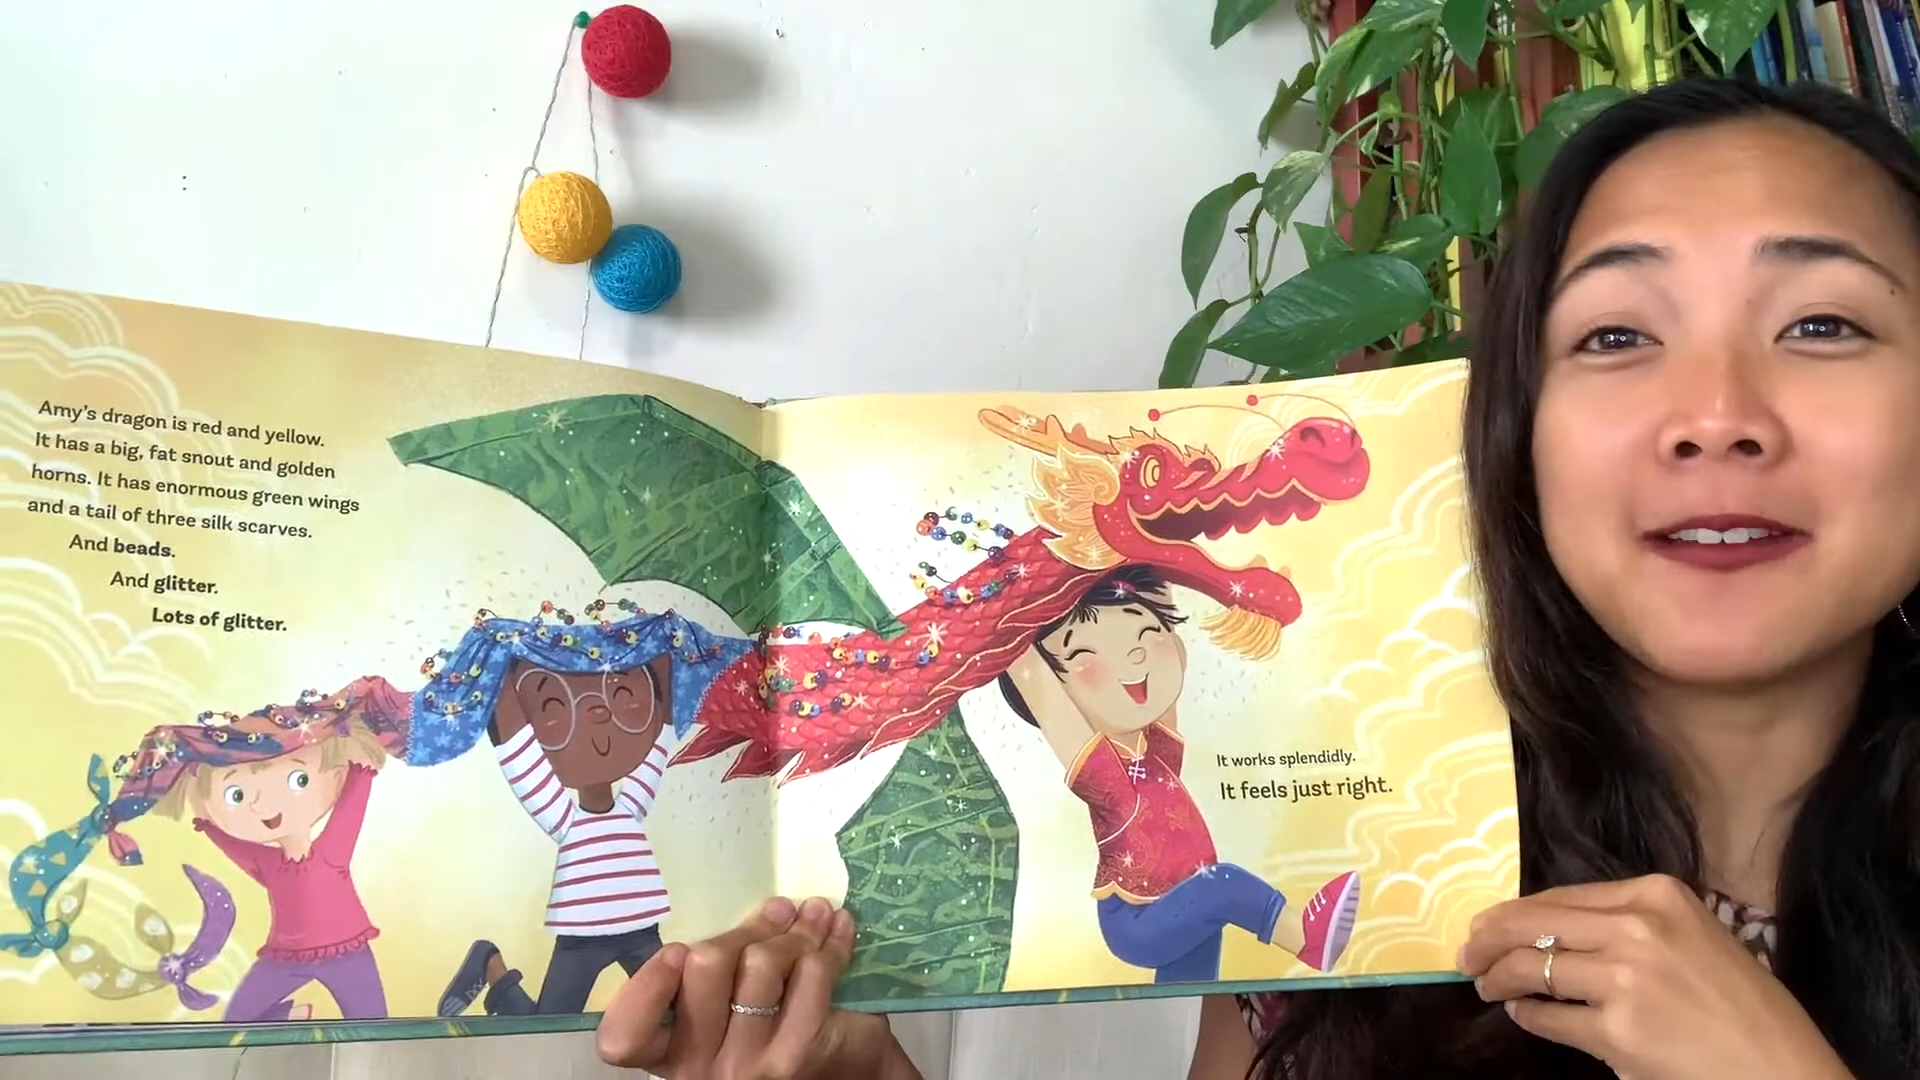 Amy's dragon is red and yellow.
It has a big, fat snout and golden
horns. It has enormous green wings
and a tail of three silk scarves.
And beads.
And glitter.
Lots of glitter.
It works splendidly.
It feels just right.